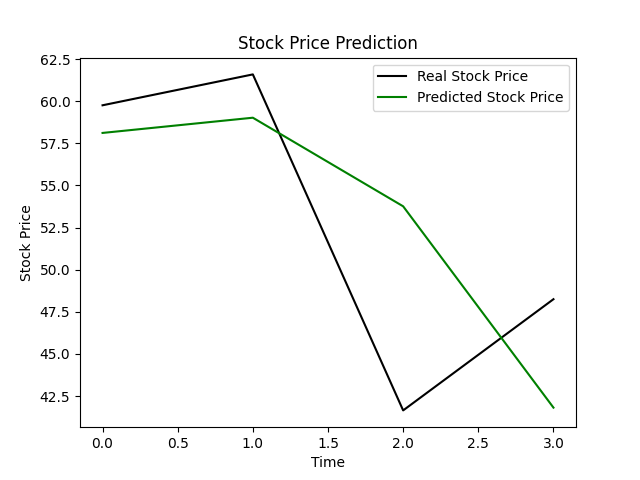 Stock Price Prediction
Real Stock Price
Predicted Stock Price
Stock Price
62.5
60.0
57.5
55.0
52.5
50.0
47.5
45.0
42.5
0.0 0.5 1.0 1.5 2.0 2.5 3.0
Time